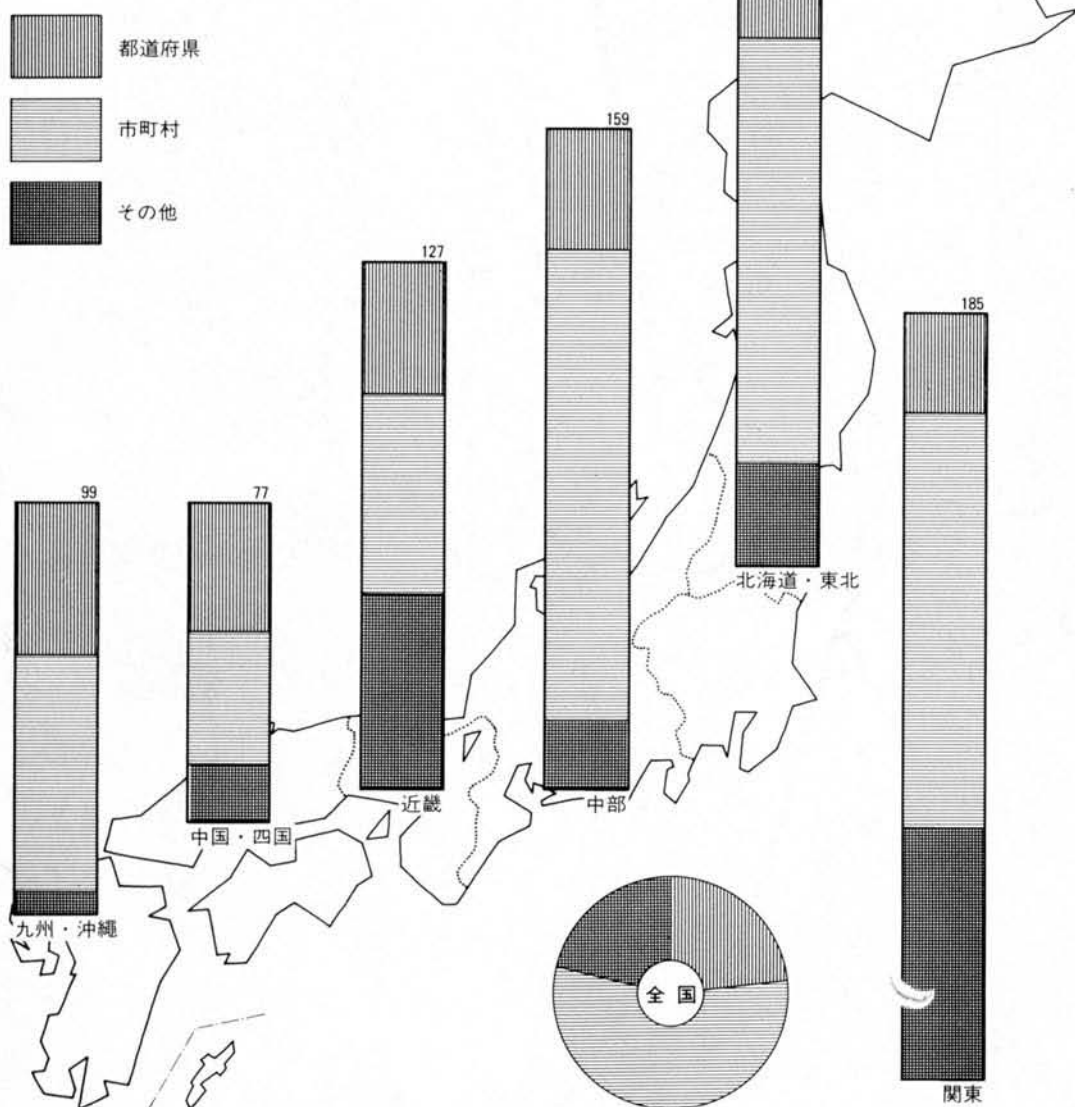 都道府県
市町村
その他
159
127
185
99
77
北海道・東北
近畿
中部
中国・四国
九州・沖縄
全国
関東